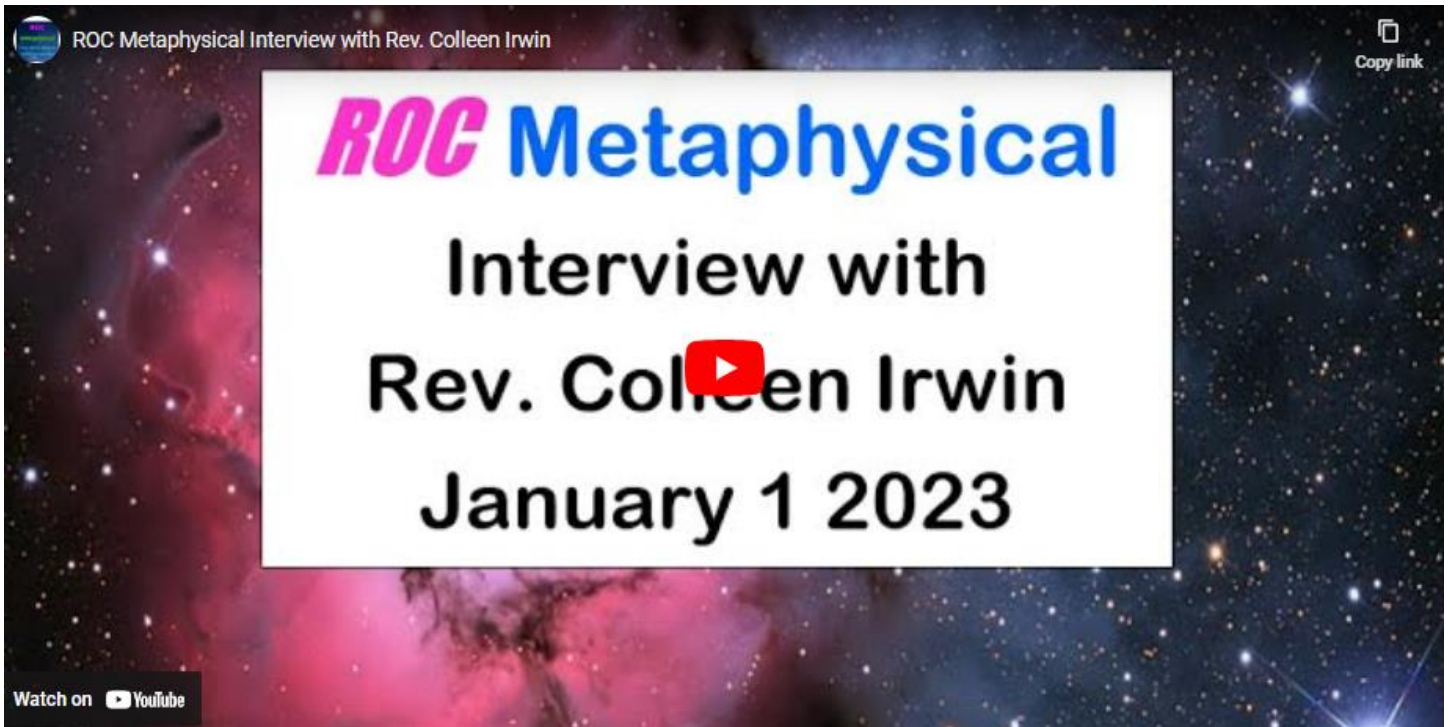 ROC Metaphysical Interview with Rev. Colleen Irwin
Copy link
ROC Metaphysical
Interview with
Rev. Colleen Irwin
January 1 2023
Watch on YouTube